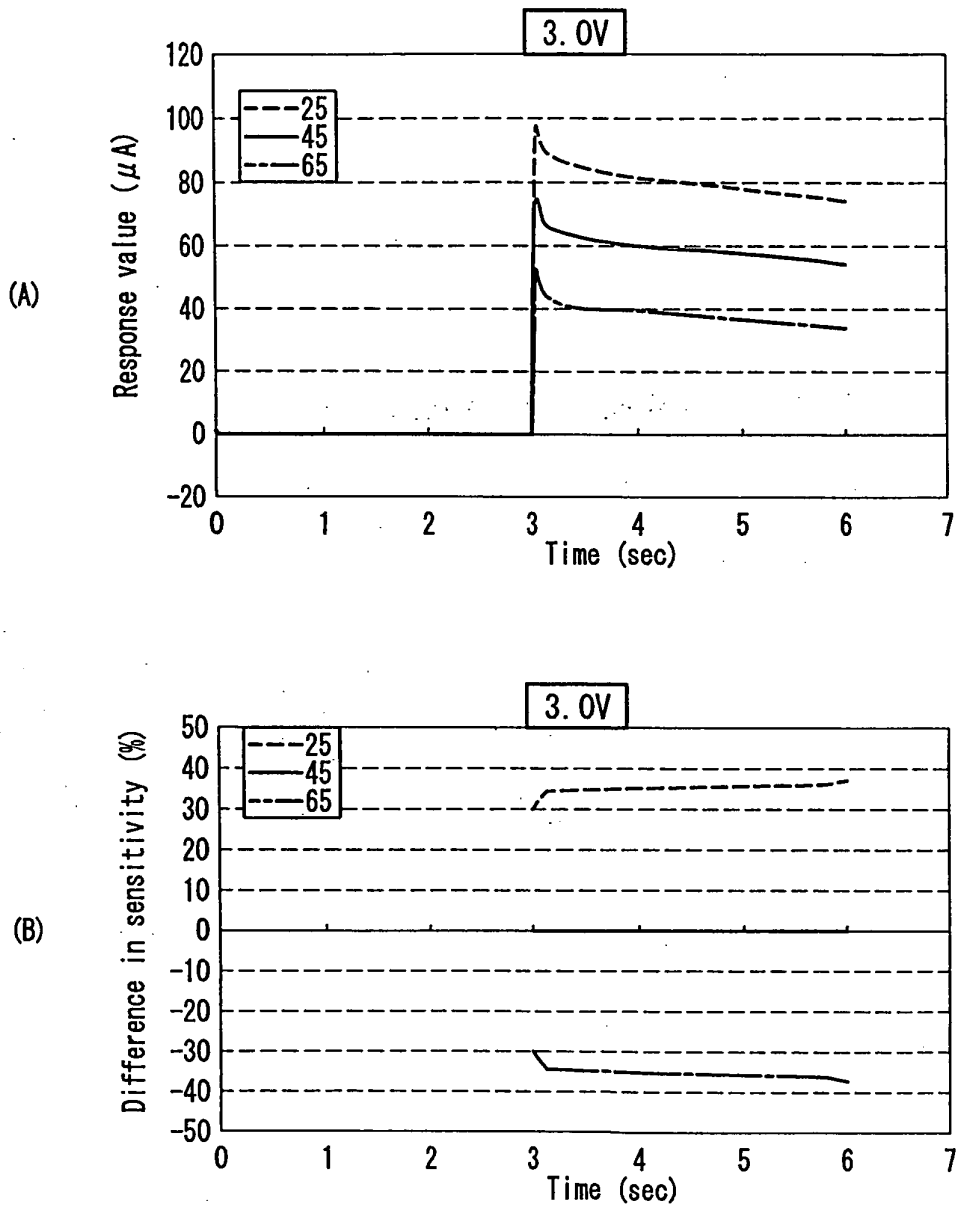 3. 0V
(A)
Response value (μA)
120
100
80
60
40
20
0
-20
25
45
65
0 1 2 3 4 5 6 7
Time (sec)
3. 0V
(B)
Difference in sensitivity (%)
50
40
30
20
10
0
-10
-20
-30
-40
-50
25
45
65
0 1 2 3 4 5 6 7
Time (sec)